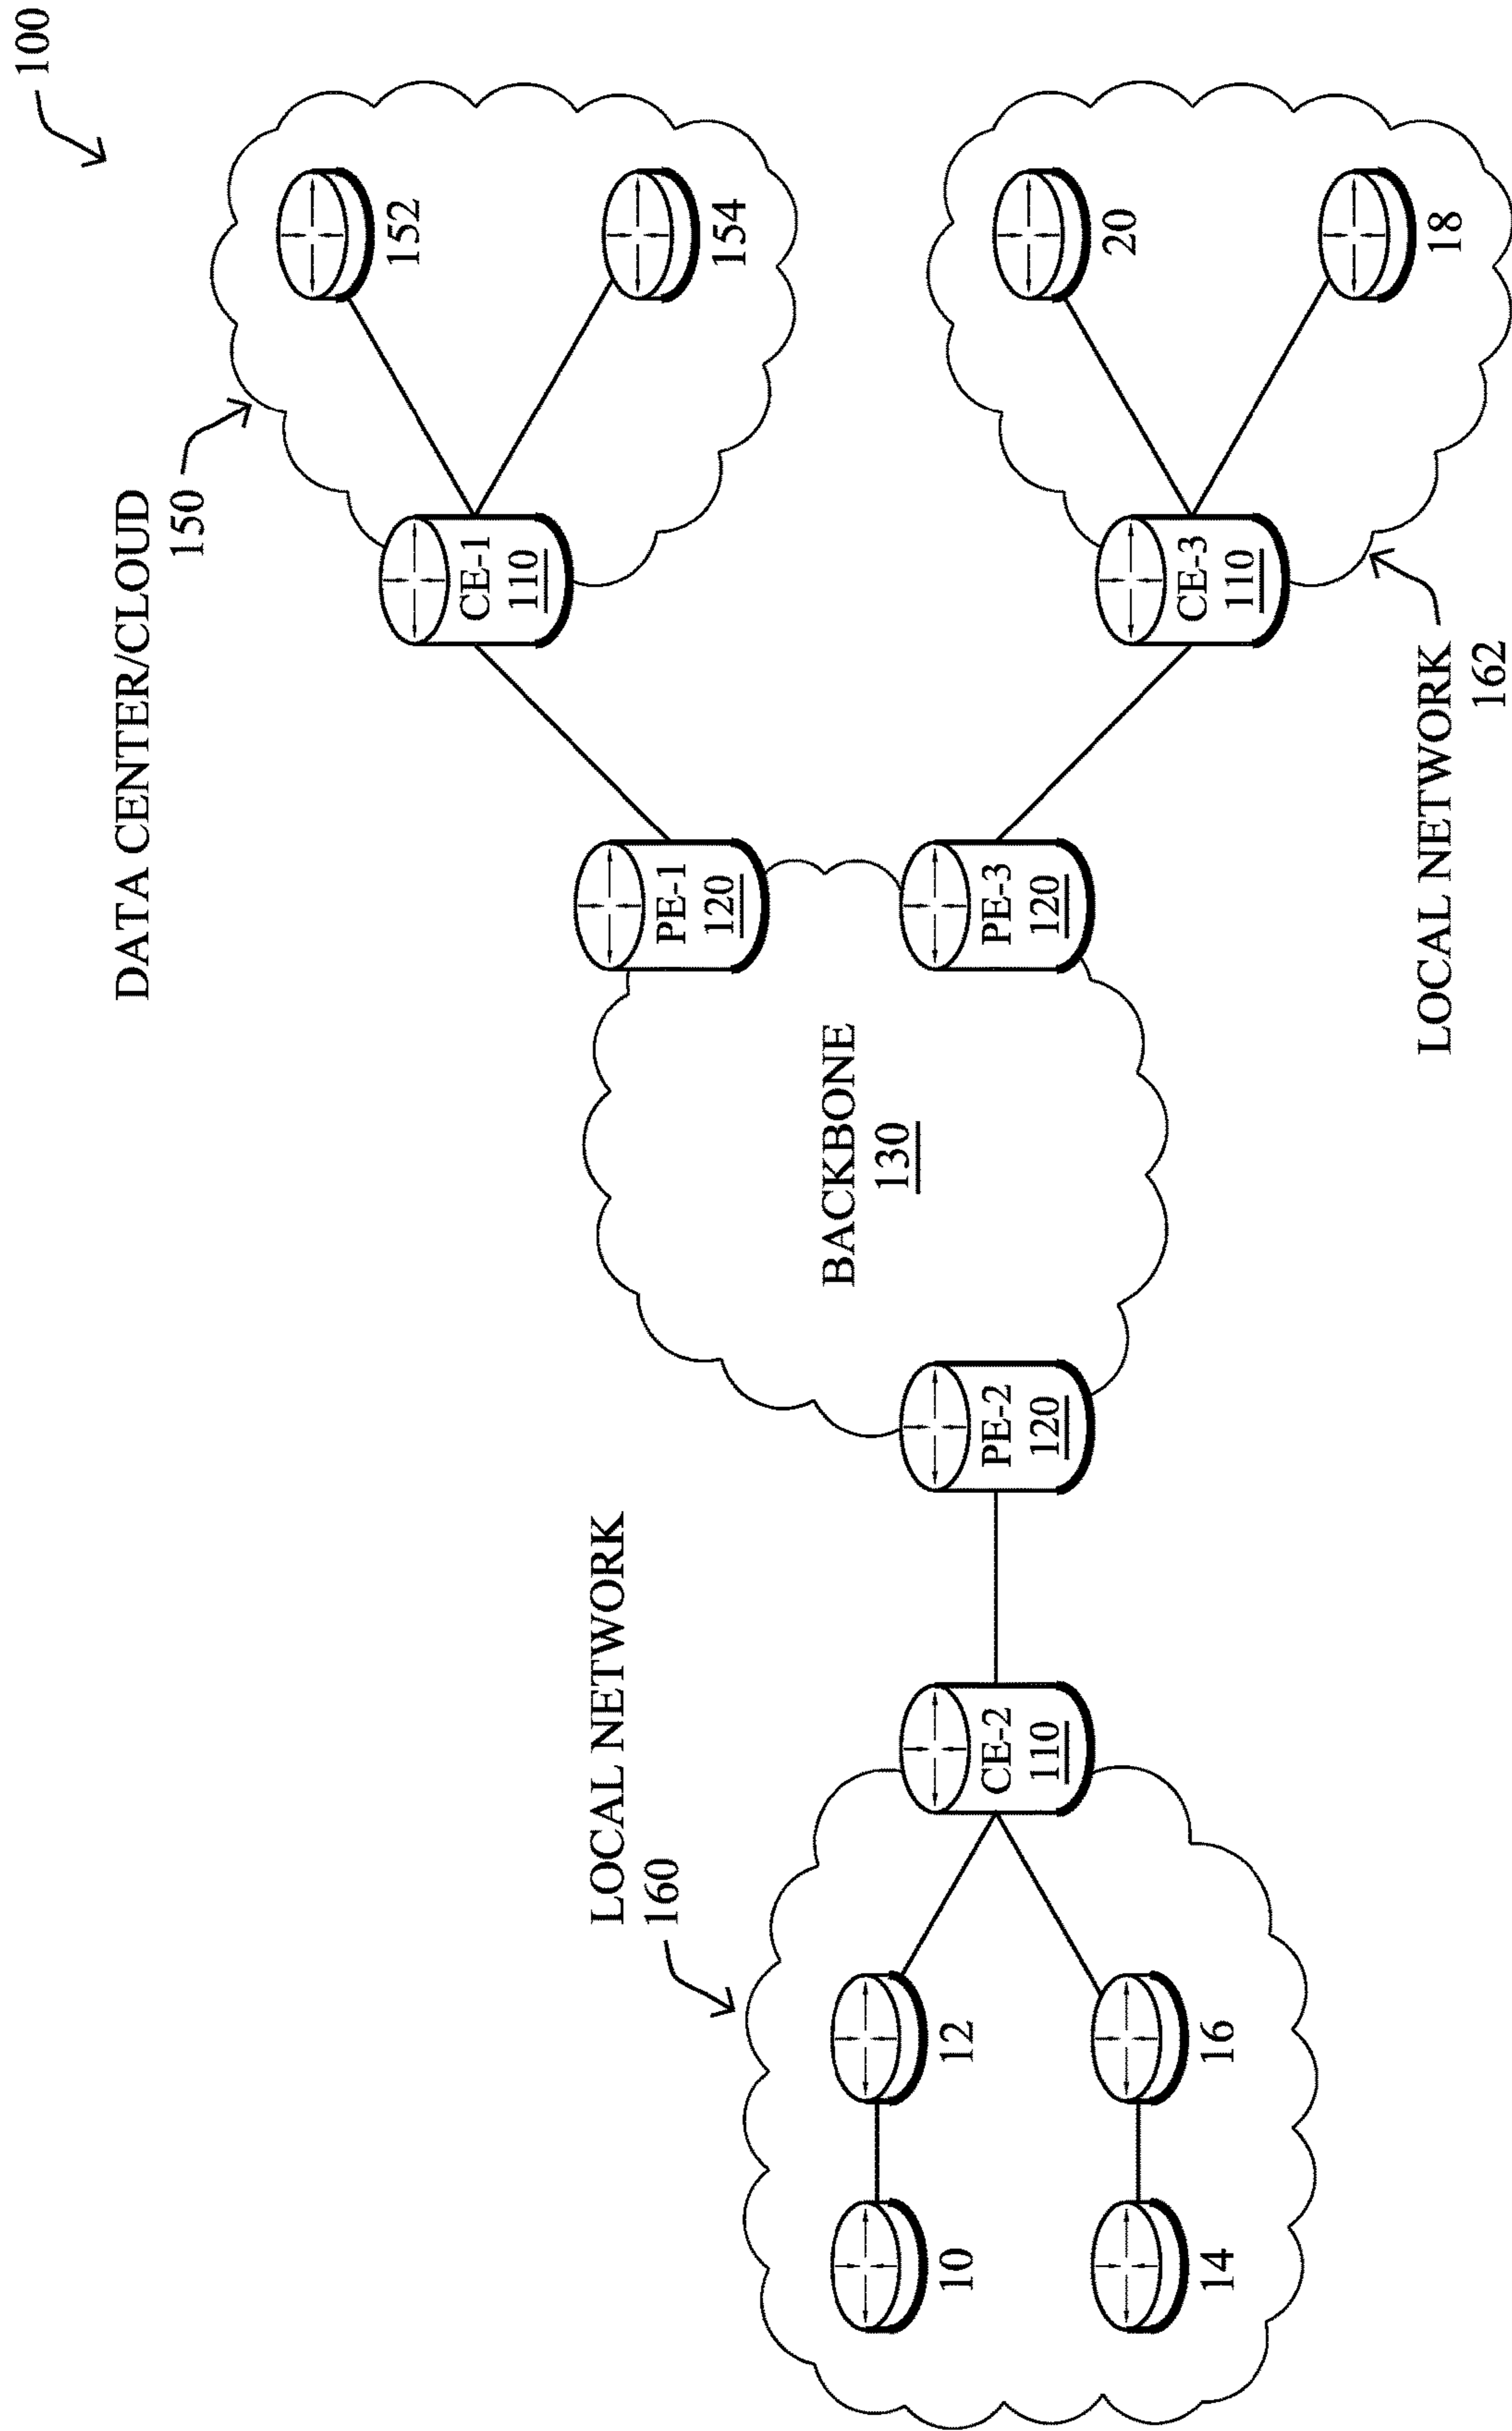 100
DATA CENTER/CLOUD
150
152
154
CE-1
110
PE-1
120
BACKBONE
130
PE-3
120
PE-2
120
LOCAL NETWORK
160
CE-2
110
10
12
14
16
CE-3
110
20
18
LOCAL NETWORK
162